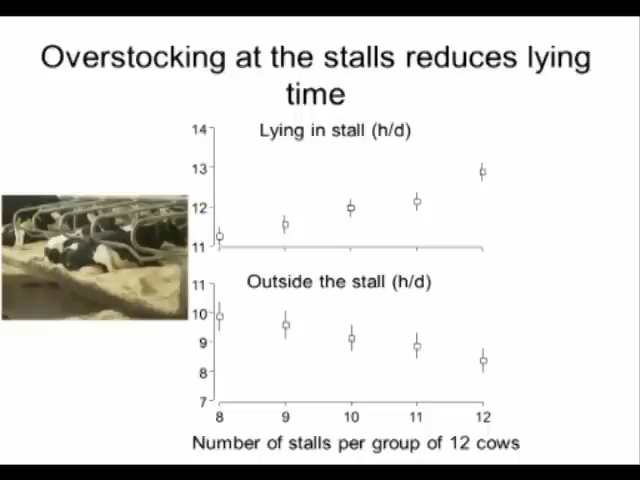 Overstocking at the stalls reduces lying
time
Lying in stall (h/d)
14
13
12
11
Outside the stall (h/d)
11
10
9
8
7
8 9 10 11 12
Number of stalls per group of 12 cows